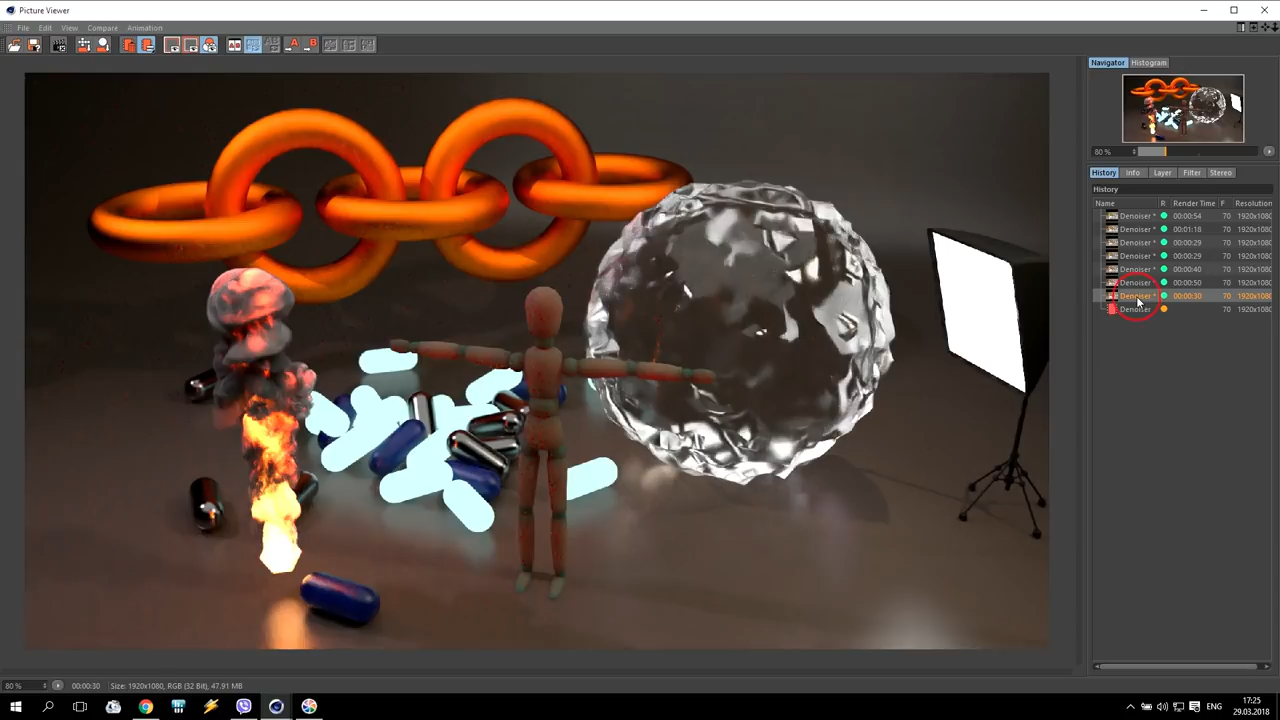 Picture Viewer
File Edit View Compare Animation
Navigator Histogram
80 %
History Info Layer Filter Stereo
History
Name R Render Time F Resolution
Denoiser * 00:00:54 70 1920x1080
Denoiser * 00:01:18 70 1920x1080
Denoiser * 00:00:29 70 1920x1080
Denoiser * 00:00:29 70 1920x1080
Denoiser * 00:00:40 70 1920x1080
Denoiser 00:00:50 70 1920x1080
Denoiser * 00:00:30 70 1920x1080
Denoiser 70 1920x1080
80 % 00:00:30 Size: 1920x1080, RGB (32 Bit), 47.91 MB
ENG
17:25
29.03.2018